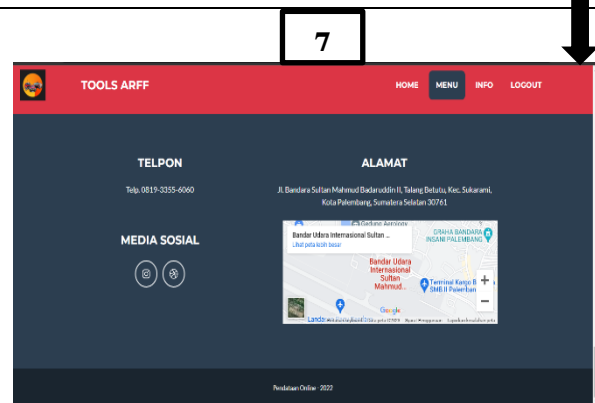 7
TOOLS ARFF
HOME MENU INFO LOGOUT
TELPON
Telp. 0819-3355-6060
MEDIA SOSIAL
ALAMAT
Jl. Bandara Sultan Mahmud Badaruddin II, Talang Betutu, Kec. Sukarami,
Kota Palembang, Sumatera Selatan 30761
Bandar Udara Internasional Sultan ...
Lihat peta lebih besar
GRAHA BANDARA
INSANI PALEMBANG
Bandar Udara
Internasional
Sultan
Mahmud...
Terminal Kargo B
SMB II Palemban
+
−
Google
Pendataan Online - 2022